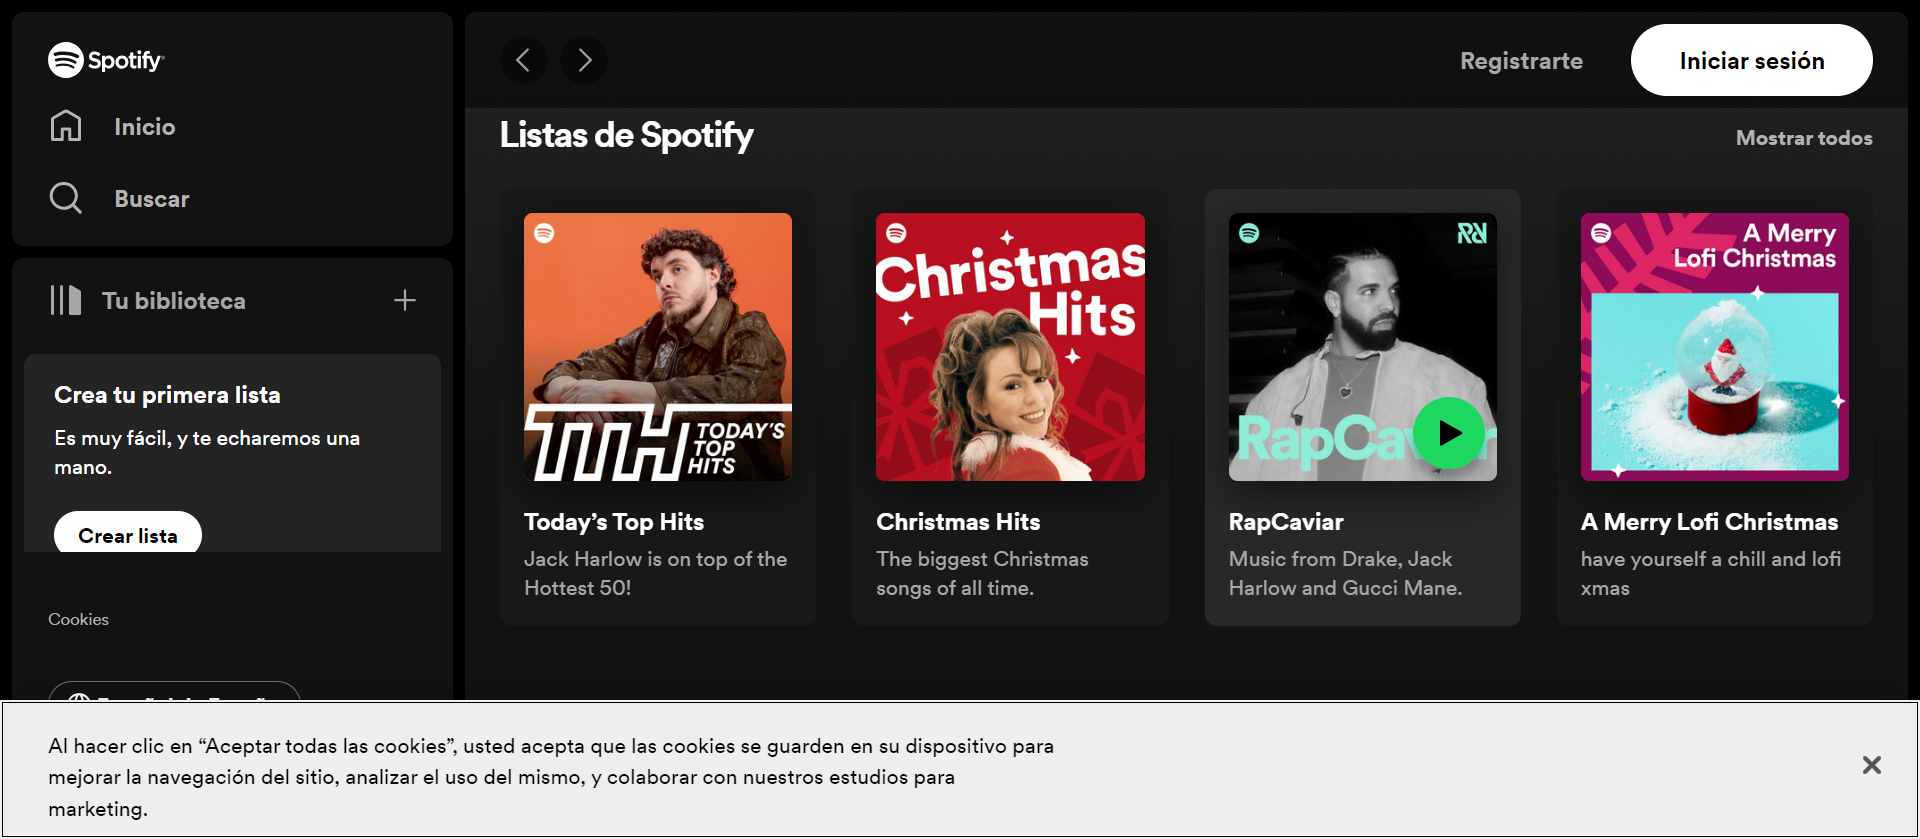 Spotify
Inicio
Buscar
Tu biblioteca
Crea tu primera lista
Es muy fácil, y te echaremos una
mano.
Crear lista
Cookies
Registrarte
Iniciar sesión
Listas de Spotify
Mostrar todos
TTH TODAY'S
TOP
HITS
Today’s Top Hits
Jack Harlow is on top of the
Hottest 50!
Christmas
Hits
Christmas Hits
The biggest Christmas
songs of all time.
RapCaviar
Music from Drake, Jack
Harlow and Gucci Mane.
A Merry
Lofi Christmas
A Merry Lofi Christmas
have yourself a chill and lofi
xmas
Al hacer clic en “Aceptar todas las cookies”, usted acepta que las cookies se guarden en su dispositivo para
mejorar la navegación del sitio, analizar el uso del mismo, y colaborar con nuestros estudios para
marketing.